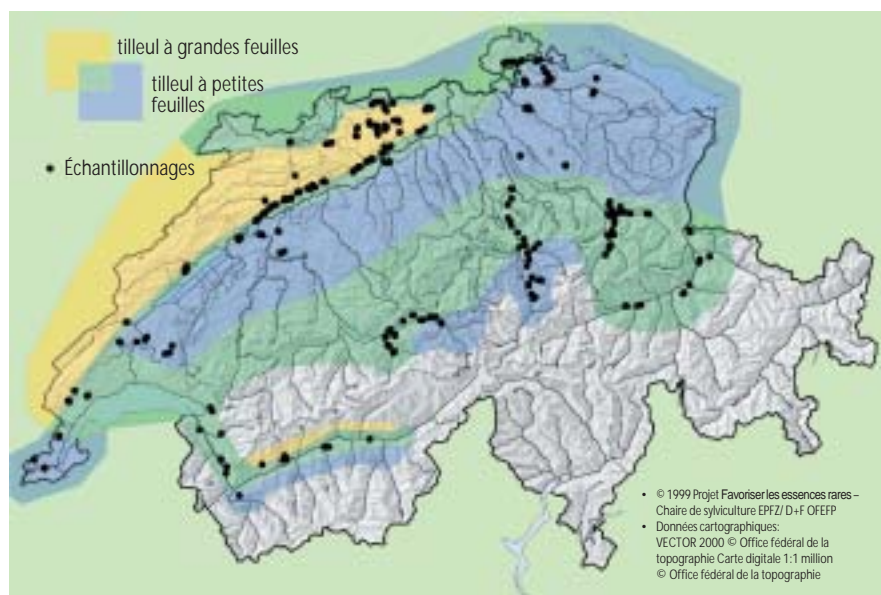 tilleul à grandes feuilles
tilleul à petites
feuilles
• Échantillonnages
• © 1999 Projet Favoriser les essences rares –
Chaire de sylviculture EPFZ/ D+F OFEFP
• Données cartographiques:
VECTOR 2000 © Office fédéral de la
topographie Carte digitale 1:1 million
© Office fédéral de la topographie